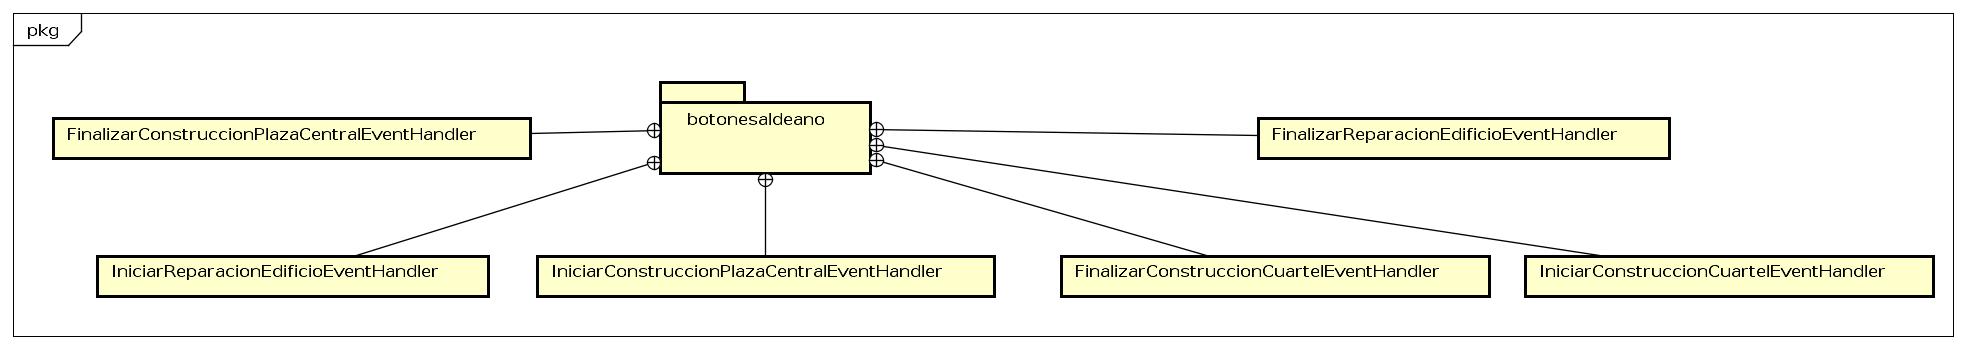 pkg
botonesaldeano
FinalizarConstruccionPlazaCentralEventHandler
FinalizarReparacionEdificioEventHandler
IniciarReparacionEdificioEventHandler
IniciarConstruccionPlazaCentralEventHandler
FinalizarConstruccionCuartelEventHandler
IniciarConstruccionCuartelEventHandler